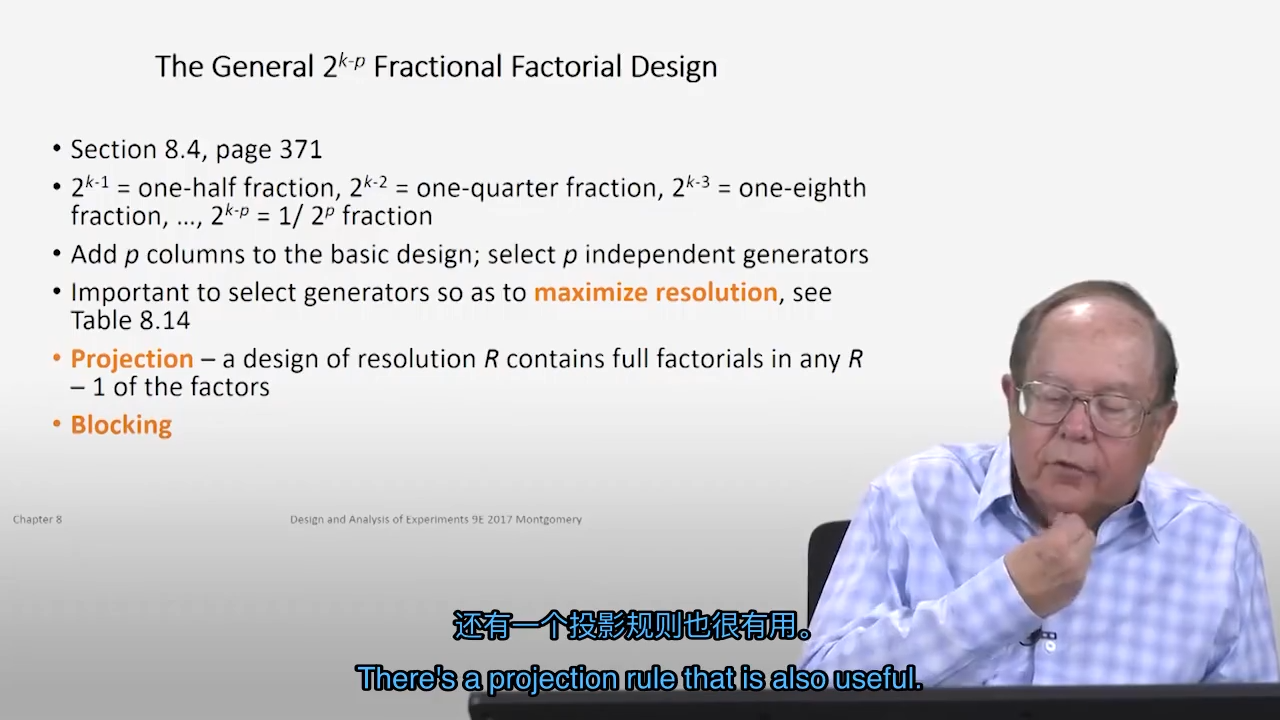 The General 2^{k-p} Fractional Factorial Design
• Section 8.4, page 371
• 2^{k-1} = one-half fraction, 2^{k-2} = one-quarter fraction, 2^{k-3} = one-eighth
fraction, ..., 2^{k-p} = 1/ 2^{p} fraction
• Add p columns to the basic design; select p independent generators
• Important to select generators so as to maximize resolution, see
Table 8.14
• Projection – a design of resolution R contains full factorials in any R
– 1 of the factors
• Blocking
Chapter 8
Design and Analysis of Experiments 9E 2017 Montgomery
还有一个投影规则也很有用。
There's a projection rule that is also useful.